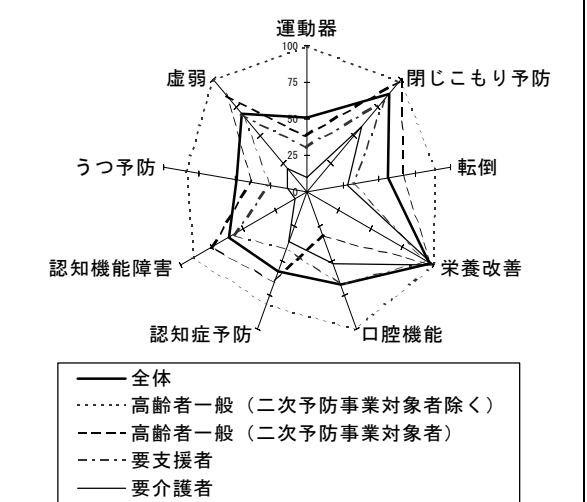 運動器
100
虚弱
閉じこもり予防
75
50
うつ予防
25
転倒
0
認知機能障害
栄養改善
認知症予防
口腔機能
全体
高齢者一般（二次予防事業対象者除く）
高齢者一般（二次予防事業対象者）
要支援者
要介護者